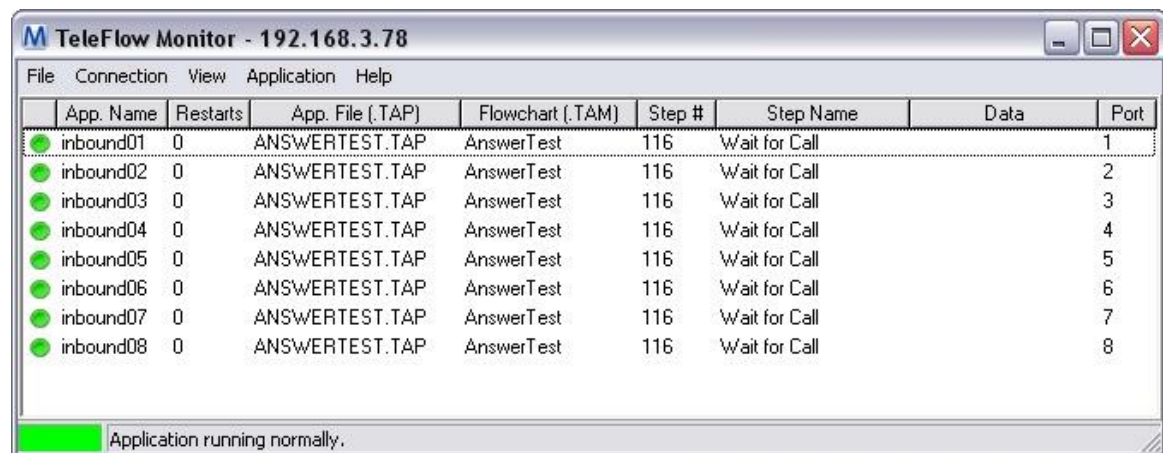 M TeleFlow Monitor - 192.168.3.78
File Connection View Application Help
App. Name Restarts App. File (.TAP) Flowchart (.TAM) Step # Step Name Data Port
inbound01 0 ANSWERTEST.TAP AnswerTest 116 Wait for Call 1
inbound02 0 ANSWERTEST.TAP AnswerTest 116 Wait for Call 2
inbound03 0 ANSWERTEST.TAP AnswerTest 116 Wait for Call 3
inbound04 0 ANSWERTEST.TAP AnswerTest 116 Wait for Call 4
inbound05 0 ANSWERTEST.TAP AnswerTest 116 Wait for Call 5
inbound06 0 ANSWERTEST.TAP AnswerTest 116 Wait for Call 6
inbound07 0 ANSWERTEST.TAP AnswerTest 116 Wait for Call 7
inbound08 0 ANSWERTEST.TAP AnswerTest 116 Wait for Call 8
Application running normally.